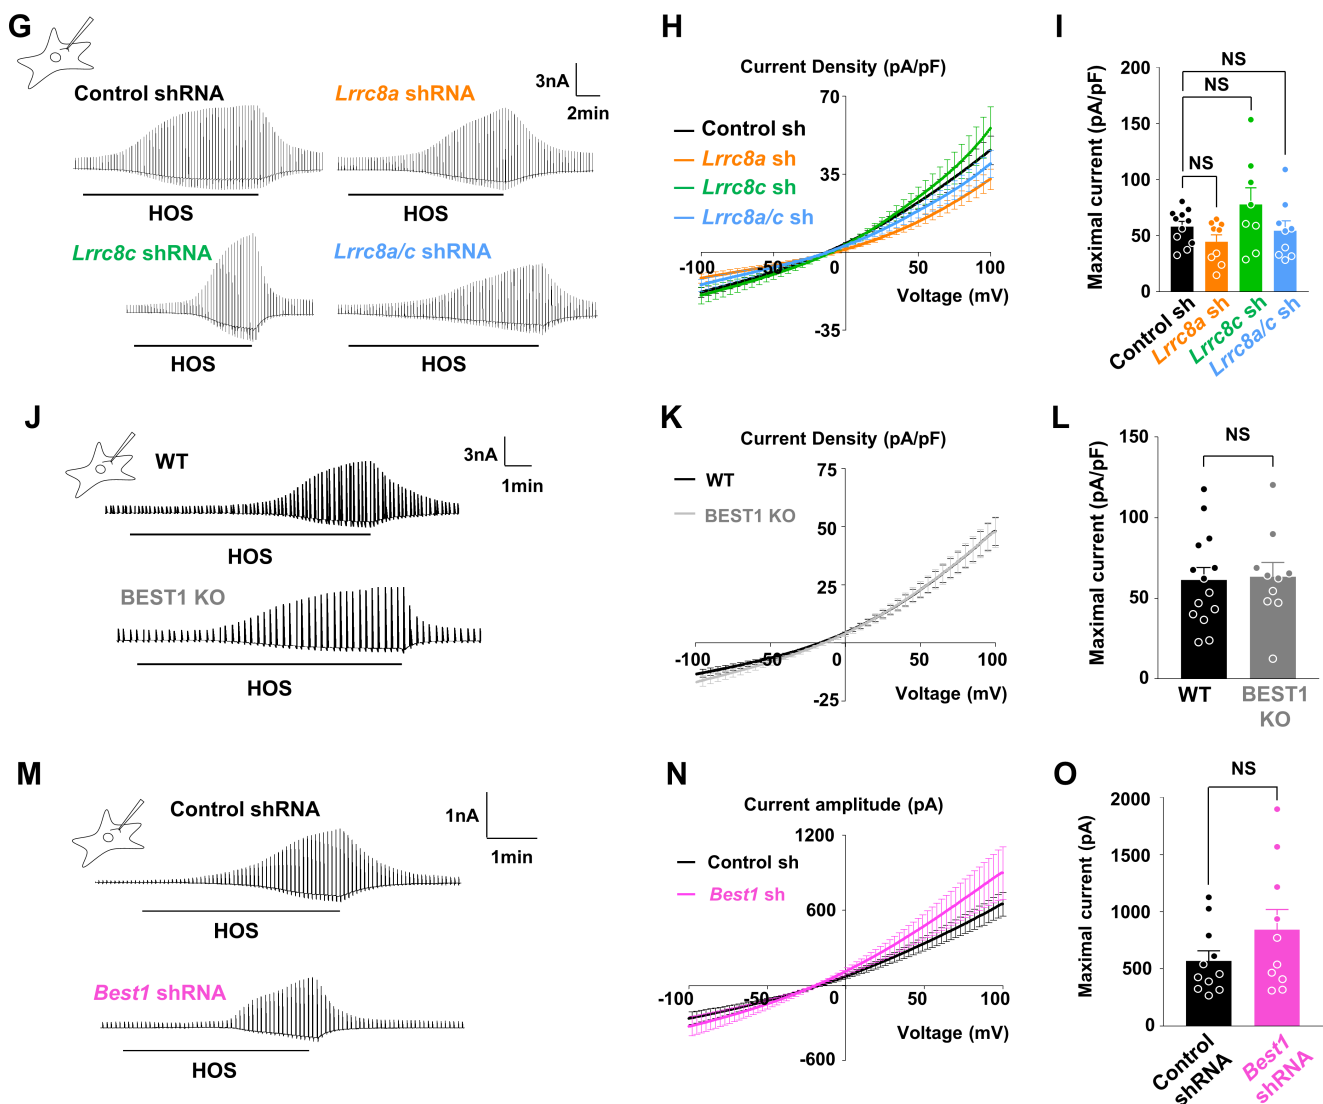 G
Control shRNA
Lrrc8a shRNA
3nA
2min
HOS
HOS
Lrrc8c shRNA
Lrrc8a/c shRNA
HOS
HOS
H
Current Density (pA/pF)
70
Control sh
Lrrc8a sh
Lrrc8c sh
Lrrc8a/c sh
35
-100
-50
50
100
Voltage (mV)
-35
I
Maximal current (pA/pF)
200
150
100
50
0
NS
NS
NS
Control sh
Lrrc8a sh
Lrrc8c sh
Lrrc8a/c sh
J
WT
3nA
1min
HOS
BEST1 KO
HOS
K
Current Density (pA/pF)
75
WT
BEST1 KO
50
25
-100
-50
0
50
100
Voltage (mV)
-25
L
Maximal current (pA/pF)
150
100
50
0
NS
WT
BEST1
KO
M
Control shRNA
1nA
1min
HOS
Best1 shRNA
HOS
N
Current amplitude (pA)
1200
Control sh
Best1 sh
600
-100
-50
0
50
100
Voltage (mV)
-600
O
Maximal current (pA)
2000
1500
1000
500
0
NS
Control
shRNA
Best1
shRNA